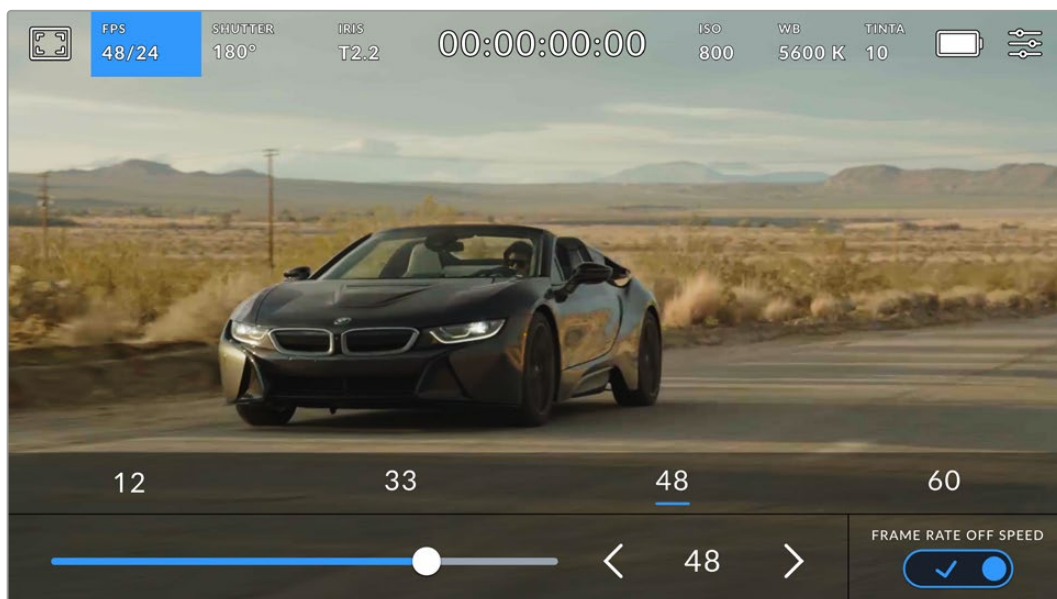 FPS
48/24
SHUTTER
180°
IRIS
T2.2
00:00:00:00
ISO
800
WB
5600 K
TINTA
10
12
33
48
60
48
FRAME RATE OFF SPEED